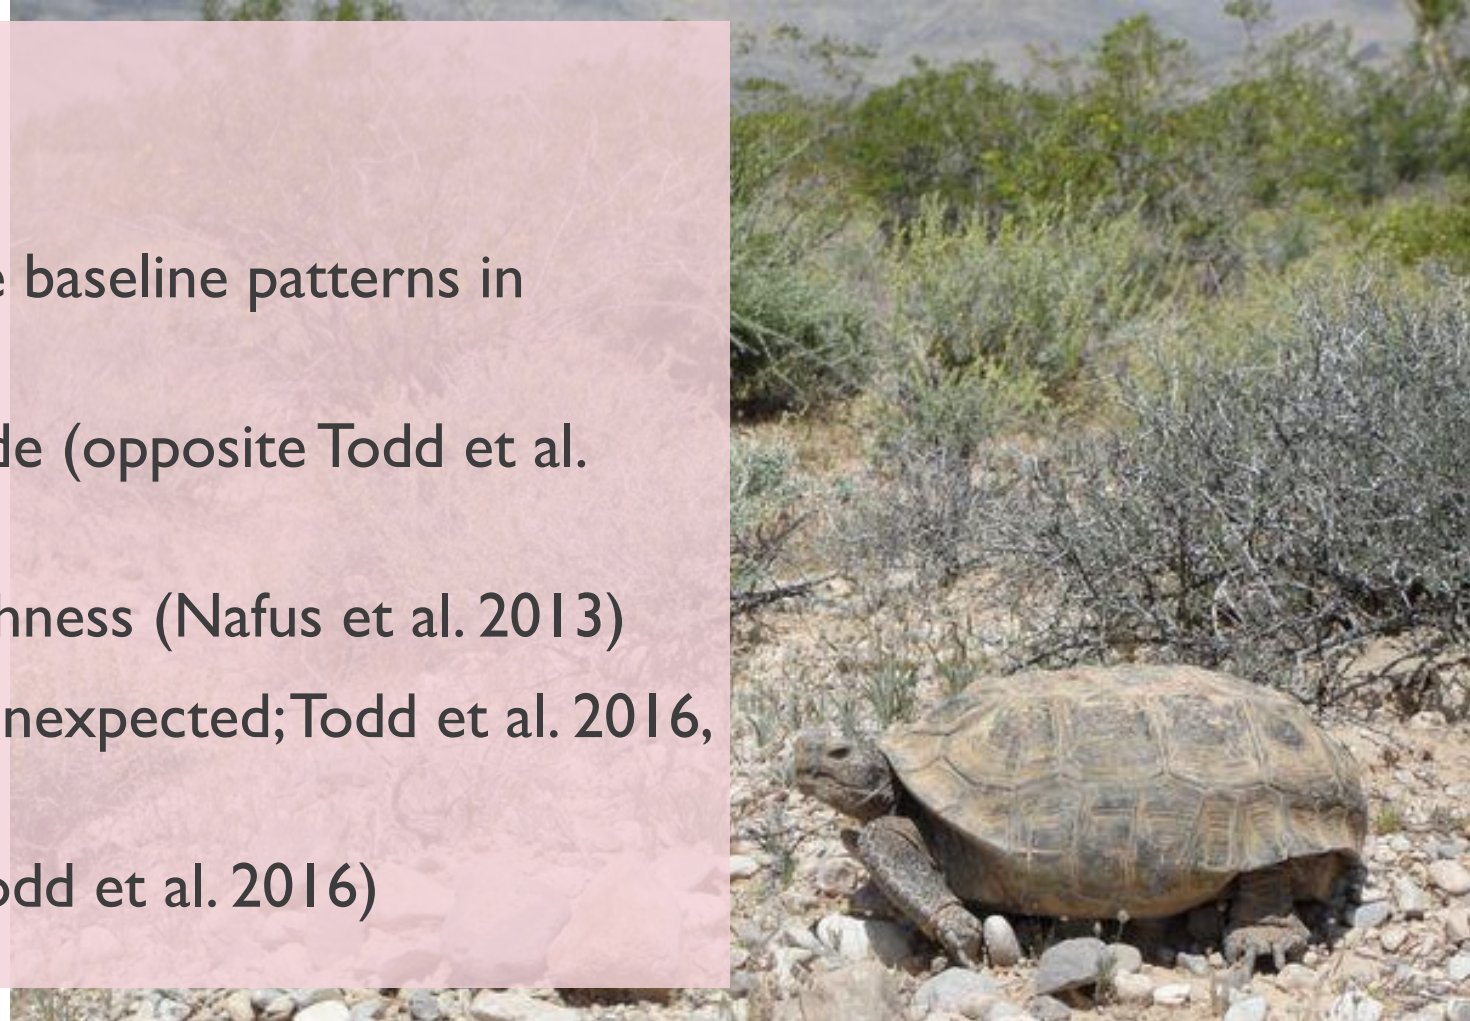 e baseline patterns in
de (opposite Todd et al.
hness (Nafus et al. 2013)
nexpected; Todd et al. 2016,
odd et al. 2016)